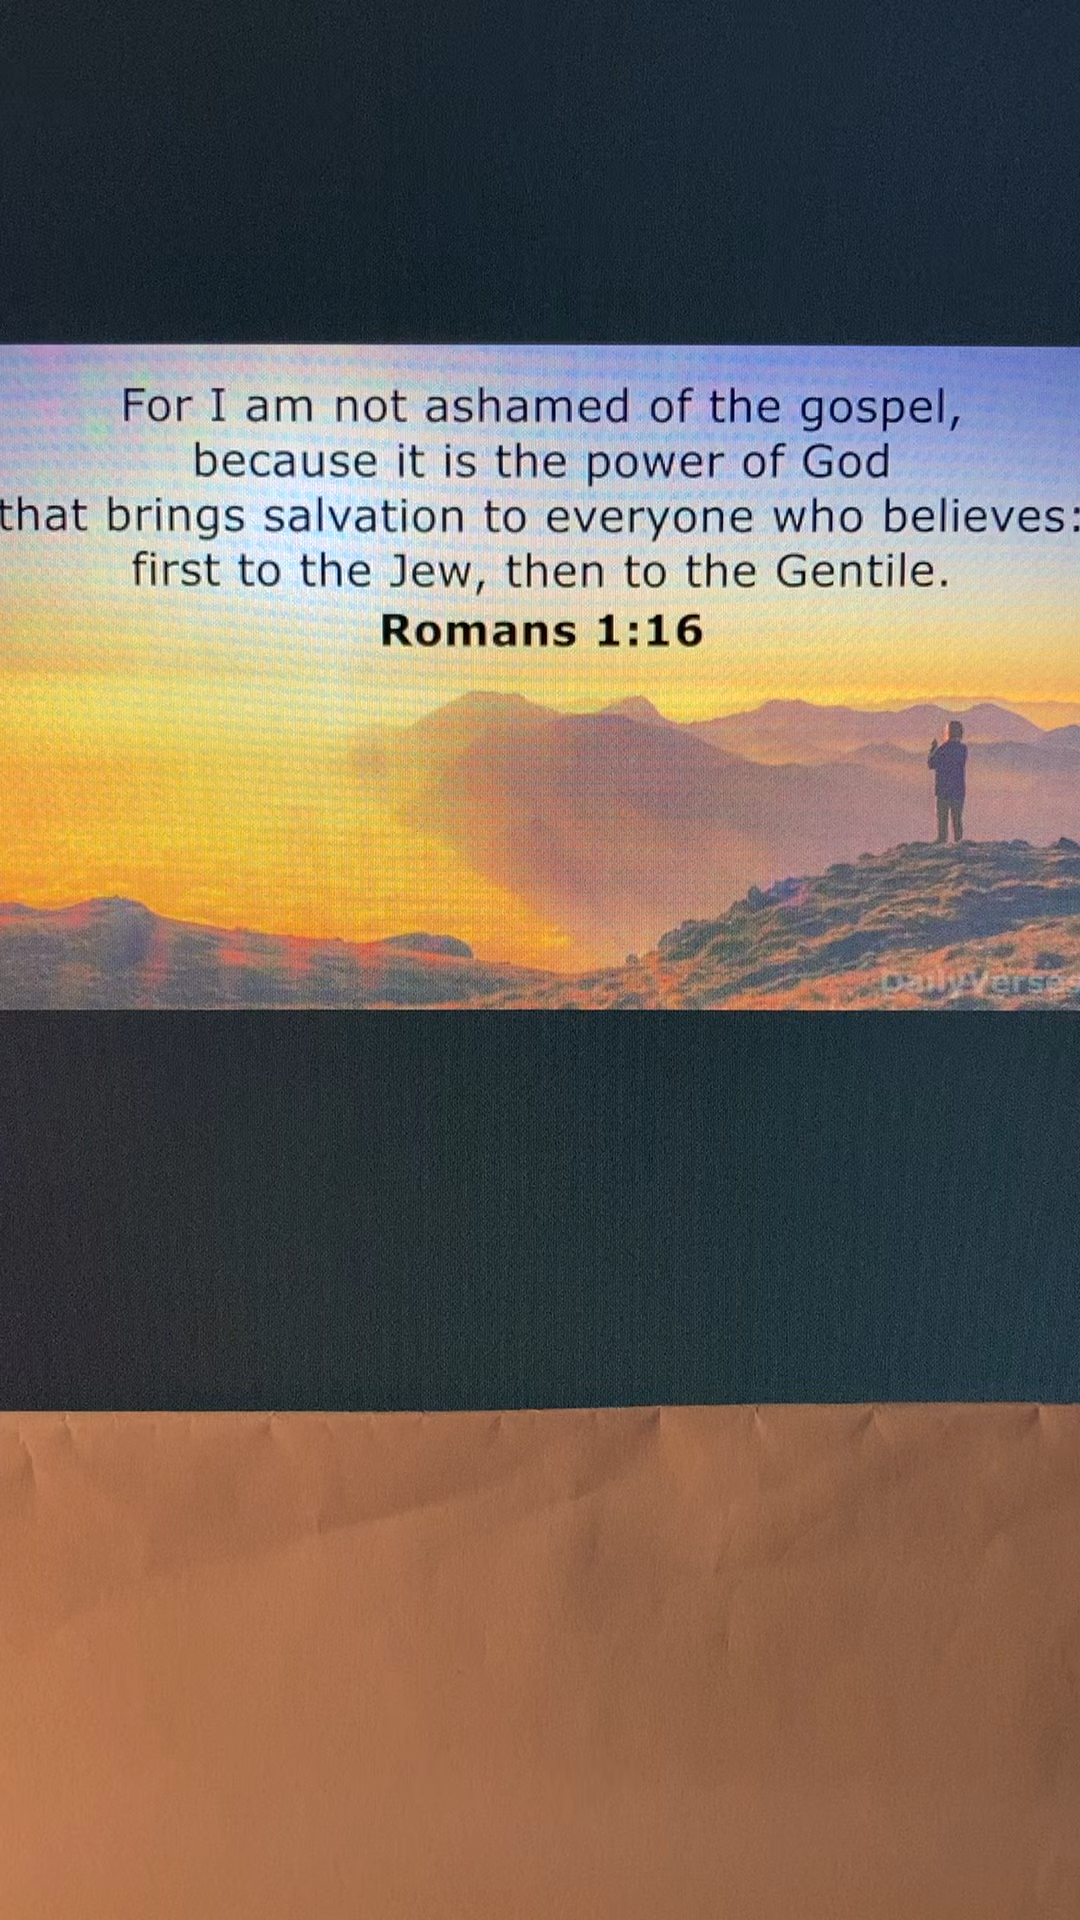 For I am not ashamed of the gospel,
because it is the power of God
that brings salvation to everyone who believes:
first to the Jew, then to the Gentile.
Romans 1:16
DailyVerses